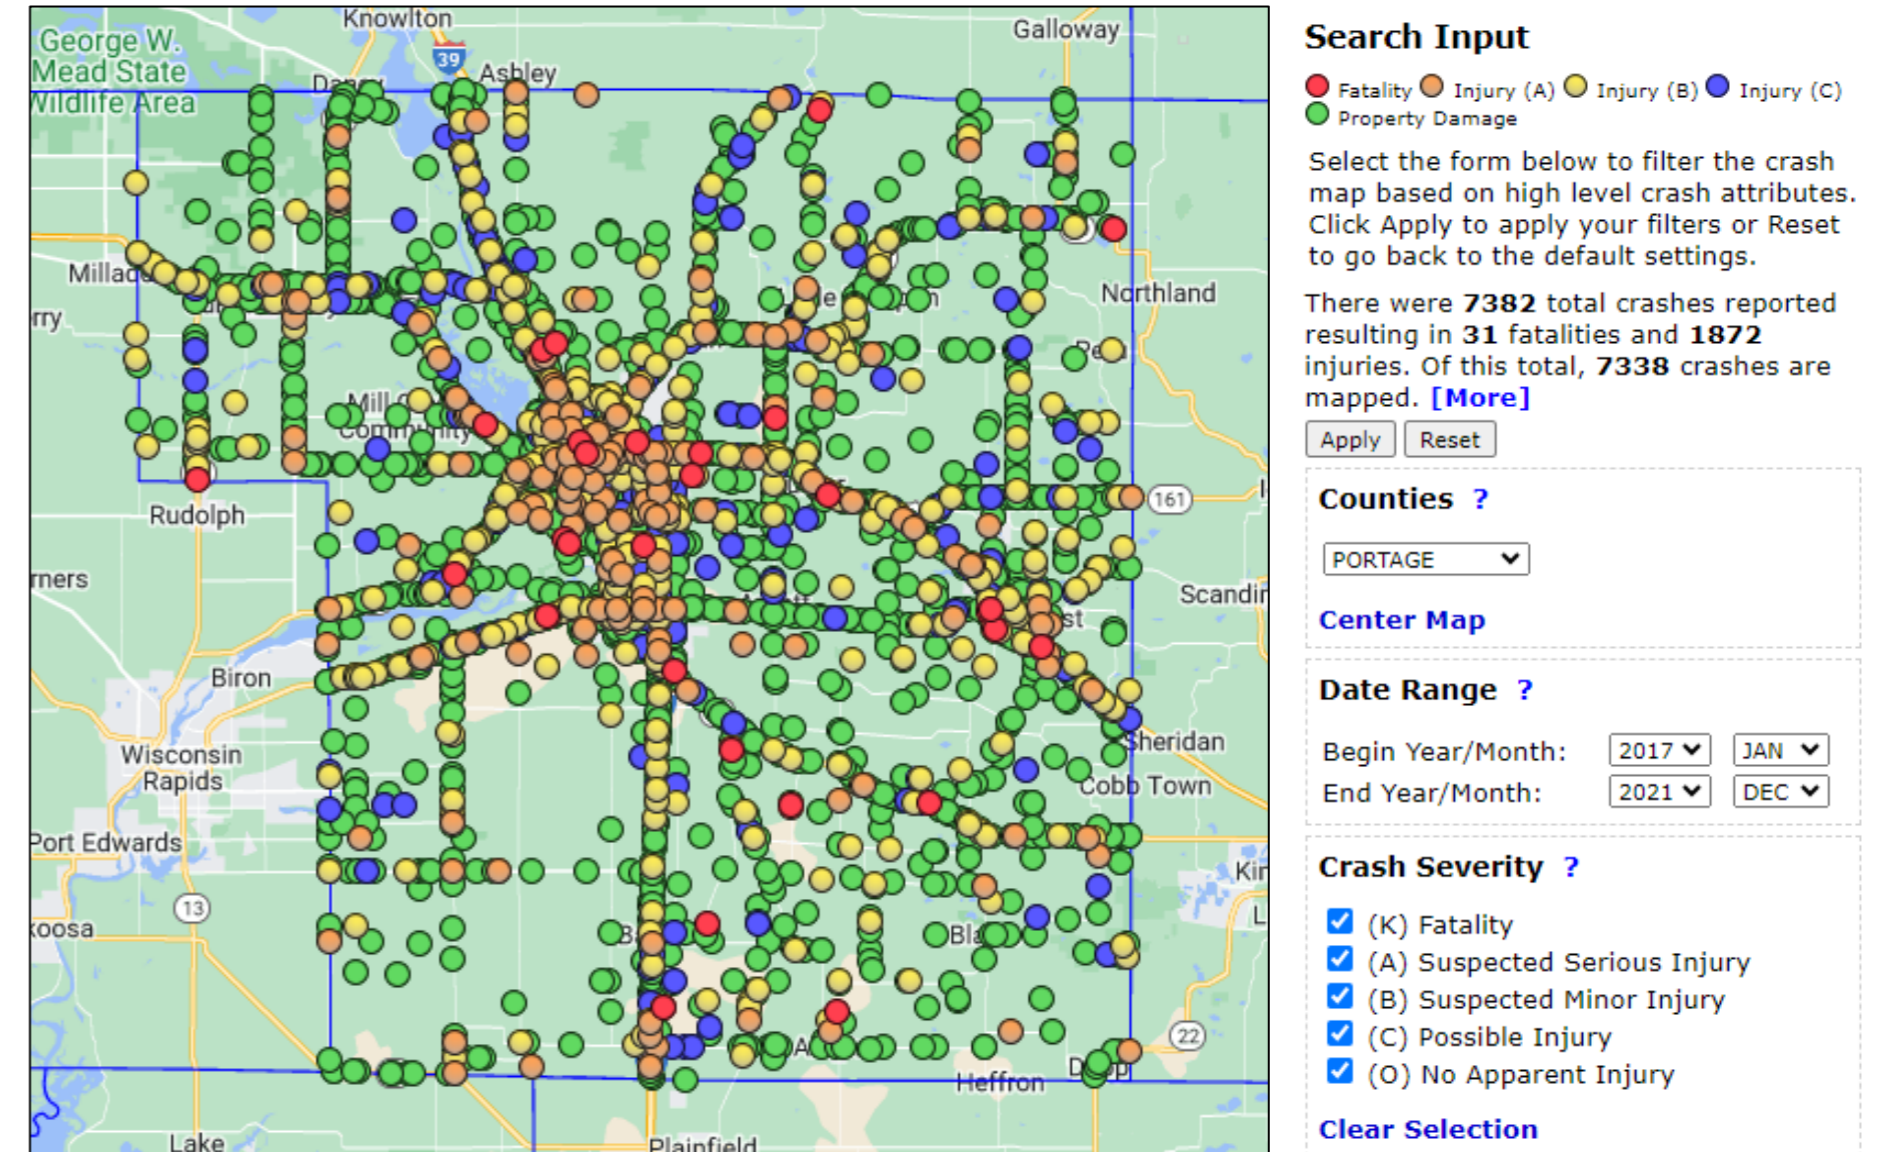 Knowlton
Galloway
George W.
Mead State
Wildlife Area
39
Ashley
Northland
Rudolph
161
Biron
Wisconsin
Rapids
Sheridan
Cobb Town
Port Edwards
13
22
Heffron
Lake
Plainfield
Mill
Community
Search Input
Fatality Injury (A) Injury (B) Injury (C)
Property Damage
Select the form below to filter the crash
map based on high level crash attributes.
Click Apply to apply your filters or Reset
to go back to the default settings.
There were 7382 total crashes reported
resulting in 31 fatalities and 1872
injuries. Of this total, 7338 crashes are
mapped. [More]
Apply Reset
Counties ?
PORTAGE
Center Map
Date Range ?
Begin Year/Month: 2017 JAN
End Year/Month: 2021 DEC
Crash Severity ?
(K) Fatality
(A) Suspected Serious Injury
(B) Suspected Minor Injury
(C) Possible Injury
(O) No Apparent Injury
Clear Selection